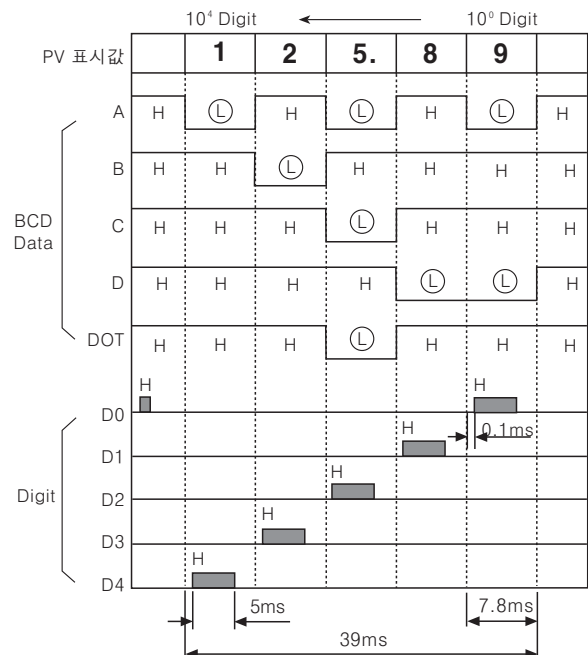 10⁴ Digit 10⁰ Digit
PV 표시값 1 2 5. 8 9
A H L H L H L H
B H H L H H H H
C H H H L H H H
D H H H H L L H
DOT H H H L H H H
BCD
Data
H H
D0 0.1ms
H
D1
H
D2
Digit
H
D3
H
D4
5ms 7.8ms
39ms